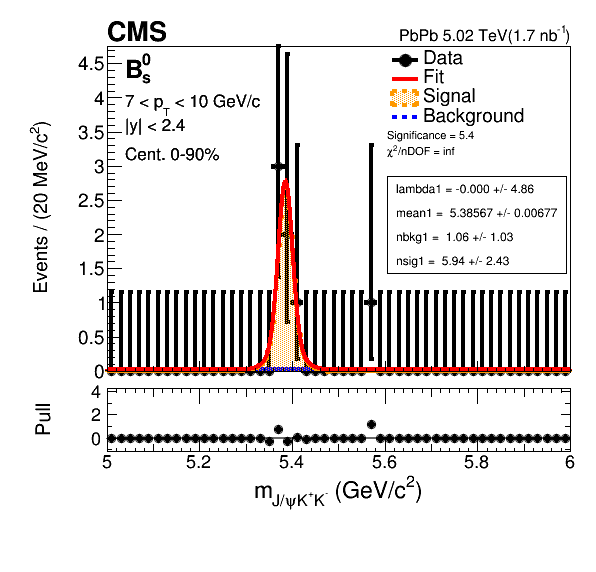 CMS
PbPb 5.02 TeV(1.7 nb⁻¹)
B⁰ₛ
7 < p_T < 10 GeV/c
|y| < 2.4
Cent. 0-90%
Data
Fit
Signal
Background
Significance = 5.4
χ²/nDOF = inf
lambda1 = -0.000 +/- 4.86
mean1 = 5.38567 +/- 0.00677
nbkg1 = 1.06 +/- 1.03
nsig1 = 5.94 +/- 2.43
Events / (20 MeV/c²)
4.5
4
3.5
3
2.5
2
1.5
1
0.5
0
Pull
4
2
0
5 5.2 5.4 5.6 5.8 6
m_J/ψK⁺K⁻ (GeV/c²)